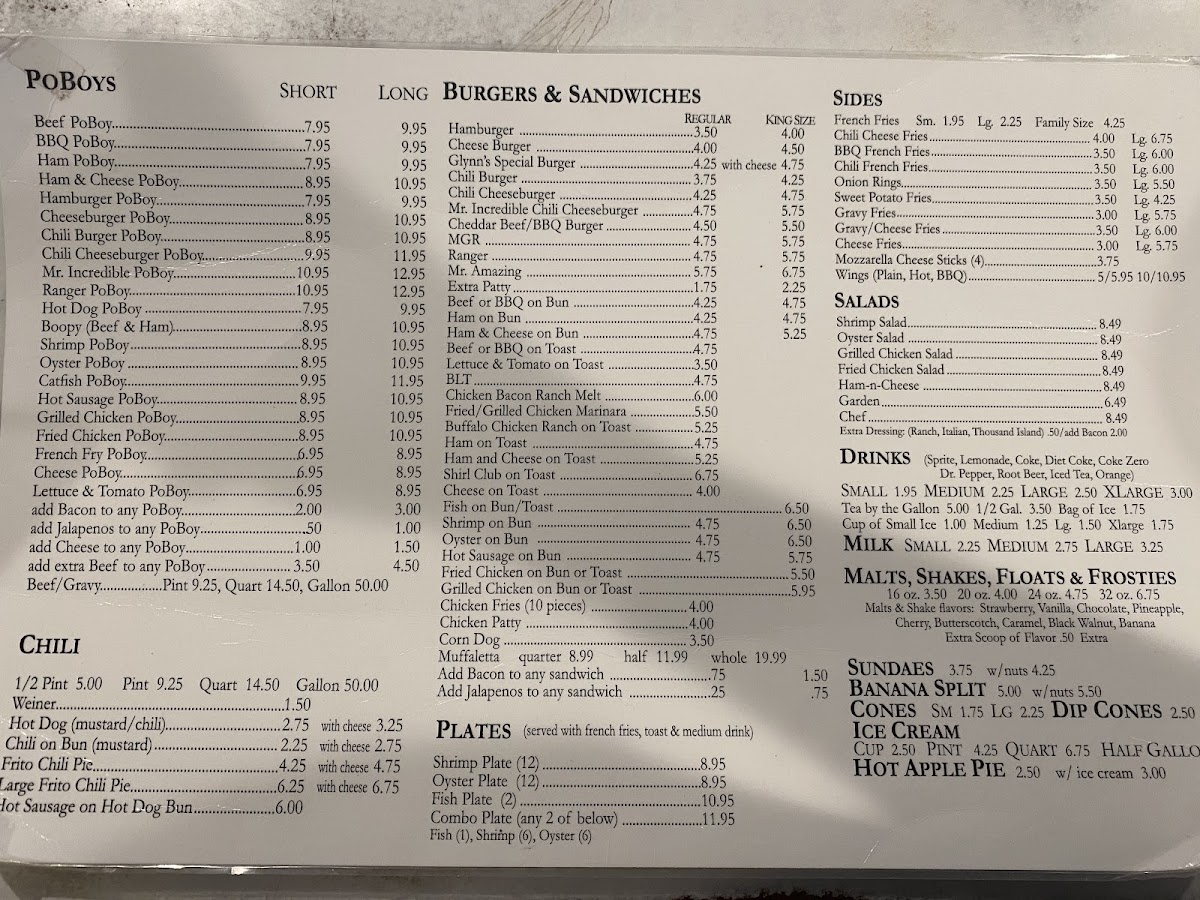 PoBoys SHORT LONG
Beef PoBoy 7.95 9.95
BBQ PoBoy 7.95 9.95
Ham PoBoy 7.95 9.95
Ham & Cheese PoBoy 8.95 10.95
Hamburger PoBoy 7.95 9.95
Cheeseburger PoBoy 8.95 10.95
Chili Burger PoBoy 8.95 10.95
Chili Cheeseburger PoBoy 9.95 11.95
Mr. Incredible PoBoy 10.95 12.95
Ranger PoBoy 10.95 12.95
Hot Dog PoBoy 7.95 9.95
Boopy (Beef & Ham) 8.95 10.95
Shrimp PoBoy 8.95 10.95
Oyster PoBoy 8.95 10.95
Catfish PoBoy 9.95 11.95
Hot Sausage PoBoy 8.95 10.95
Grilled Chicken PoBoy 8.95 10.95
Fried Chicken PoBoy 8.95 10.95
French Fry PoBoy 6.95 8.95
Cheese PoBoy 6.95 8.95
Lettuce & Tomato PoBoy 6.95 8.95
add Bacon to any PoBoy 2.00 3.00
add Jalapenos to any PoBoy .50 1.00
add Cheese to any PoBoy 1.00 1.50
add extra Beef to any PoBoy 3.50 4.50
Beef/Gravy Pint 9.25, Quart 14.50, Gallon 50.00
CHILI
1/2 Pint 5.00 Pint 9.25 Quart 14.50 Gallon 50.00
Weiner 1.50
Hot Dog (mustard/chili) 2.75 with cheese 3.25
Chili on Bun (mustard) 2.25 with cheese 2.75
Frito Chili Pie 4.25 with cheese 4.75
Large Frito Chili Pie 6.25 with cheese 6.75
Hot Sausage on Hot Dog Bun 6.00
BURGERS & SANDWICHES
REGULAR KING SIZE
Hamburger 3.50 4.00
Cheese Burger 4.00 4.50
Glynn's Special Burger 4.25 with cheese 4.75
Chili Burger 3.75 4.25
Chili Cheeseburger 4.25 4.75
Mr. Incredible Chili Cheeseburger 4.75 5.75
Cheddar Beef/BBQ Burger 4.50 5.50
MGR 4.75 5.75
Ranger 4.75 5.75
Mr. Amazing 5.75 6.75
Extra Patty 1.75 2.25
Beef or BBQ on Bun 4.25 4.75
Ham on Bun 4.25 4.75
Ham & Cheese on Bun 4.75 5.25
Beef or BBQ on Toast 4.75
Lettuce & Tomato on Toast 3.50
BLT 4.75
Chicken Bacon Ranch Melt 6.00
Fried/Grilled Chicken Marinara 5.50
Buffalo Chicken Ranch on Toast 5.25
Ham on Toast 4.75
Ham and Cheese on Toast 5.25
Shirl Club on Toast 6.75
Cheese on Toast 4.00
Fish on Bun/Toast 6.50
Shrimp on Bun 4.75 6.50
Oyster on Bun 4.75 6.50
Hot Sausage on Bun 4.75 5.75
Fried Chicken on Bun or Toast 5.50
Grilled Chicken on Bun or Toast 5.95
Chicken Fries (10 pieces) 4.00
Chicken Patty 4.00
Corn Dog 3.50
Muffaletta quarter 8.99 half 11.99 whole 19.99
Add Bacon to any sandwich .75 1.50
Add Jalapenos to any sandwich .25 .75
PLATES (served with french fries, toast & medium drink)
Shrimp Plate (12) 8.95
Oyster Plate (12) 8.95
Fish Plate (2) 10.95
Combo Plate (any 2 of below) 11.95
Fish (1), Shrimp (6), Oyster (6)
SIDES
French Fries Sm. 1.95 Lg. 2.25 Family Size 4.25
Chili Cheese Fries 4.00 Lg. 6.75
BBQ French Fries 3.50 Lg. 6.00
Chili French Fries 3.50 Lg. 6.00
Onion Rings 3.50 Lg. 5.50
Sweet Potato Fries 3.50 Lg. 4.25
Gravy Fries 3.00 Lg. 5.75
Gravy/Cheese Fries 3.50 Lg. 6.00
Cheese Fries 3.00 Lg. 5.75
Mozzarella Cheese Sticks (4) 3.75
Wings (Plain, Hot, BBQ) 5/5.95 10/10.95
SALADS
Shrimp Salad 8.49
Oyster Salad 8.49
Grilled Chicken Salad 8.49
Fried Chicken Salad 8.49
Ham-n-Cheese 8.49
Garden 6.49
Chef 8.49
Extra Dressing: (Ranch, Italian, Thousand Island) .50/add Bacon 2.00
DRINKS (Sprite, Lemonade, Coke, Diet Coke, Coke Zero
Dr. Pepper, Root Beer, Iced Tea, Orange)
SMALL 1.95 MEDIUM 2.25 LARGE 2.50 XLARGE 3.00
Tea by the Gallon 5.00 1/2 Gal. 3.50 Bag of Ice 1.75
Cup of Small Ice 1.00 Medium 1.25 Lg. 1.50 Xlarge 1.75
MILK SMALL 2.25 MEDIUM 2.75 LARGE 3.25
MALTS, SHAKES, FLOATS & FROSTIES
16 oz. 3.50 20 oz. 4.00 24 oz. 4.75 32 oz. 6.75
Malts & Shake flavors: Strawberry, Vanilla, Chocolate, Pineapple,
Cherry, Butterscotch, Caramel, Black Walnut, Banana
Extra Scoop of Flavor .50 Extra
SUNDAES 3.75 w/nuts 4.25
BANANA SPLIT 5.00 w/nuts 5.50
CONES SM 1.75 LG 2.25 DIP CONES 2.50
ICE CREAM
CUP 2.50 PINT 4.25 QUART 6.75 HALF GALLO
HOT APPLE PIE 2.50 w/ ice cream 3.00